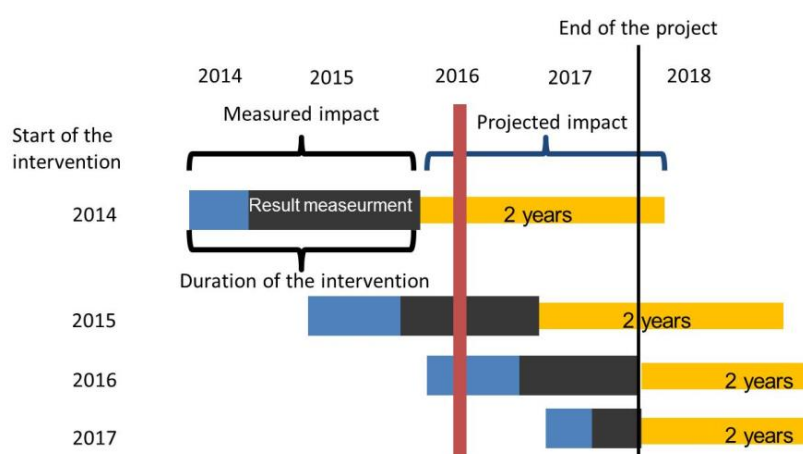 End of the project
2014 2015 2016 2017 2018
Measured impact
Projected impact
Start of the
intervention
2014
Result measeurment
2 years
Duration of the intervention
2015
2 years
2016
2 years
2017
2 years